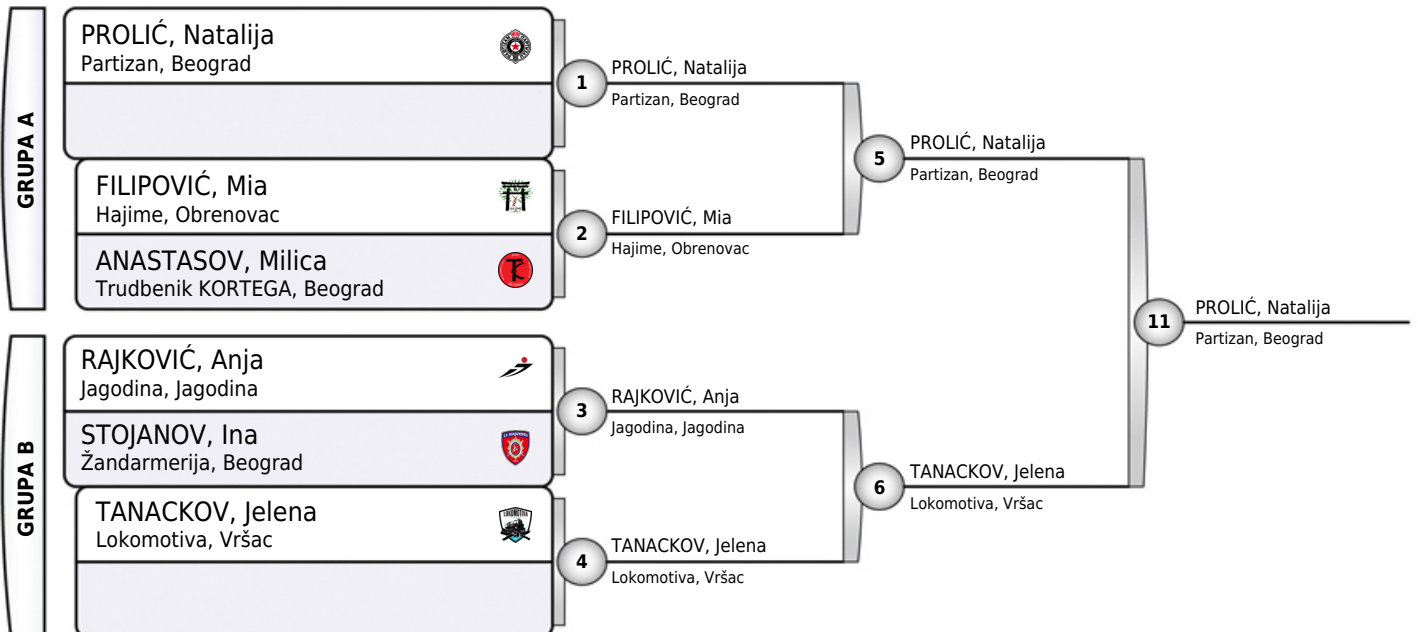 GRUPA A
PROLIĆ, Natalija
Partizan, Beograd
FILIPOVIĆ, Mia
Hajime, Obrenovac
ANASTASOV, Milica
Trudbenik KORTEGA, Beograd
GRUPA B
RAJKOVIĆ, Anja
Jagodina, Jagodina
STOJANOV, Ina
Žandarmerija, Beograd
TANACKOV, Jelena
Lokomotiva, Vršac
LOKOMOTIVA
1
PROLIĆ, Natalija
Partizan, Beograd
2
FILIPOVIĆ, Mia
Hajime, Obrenovac
3
RAJKOVIĆ, Anja
Jagodina, Jagodina
4
TANACKOV, Jelena
Lokomotiva, Vršac
5
PROLIĆ, Natalija
Partizan, Beograd
6
TANACKOV, Jelena
Lokomotiva, Vršac
11
PROLIĆ, Natalija
Partizan, Beograd